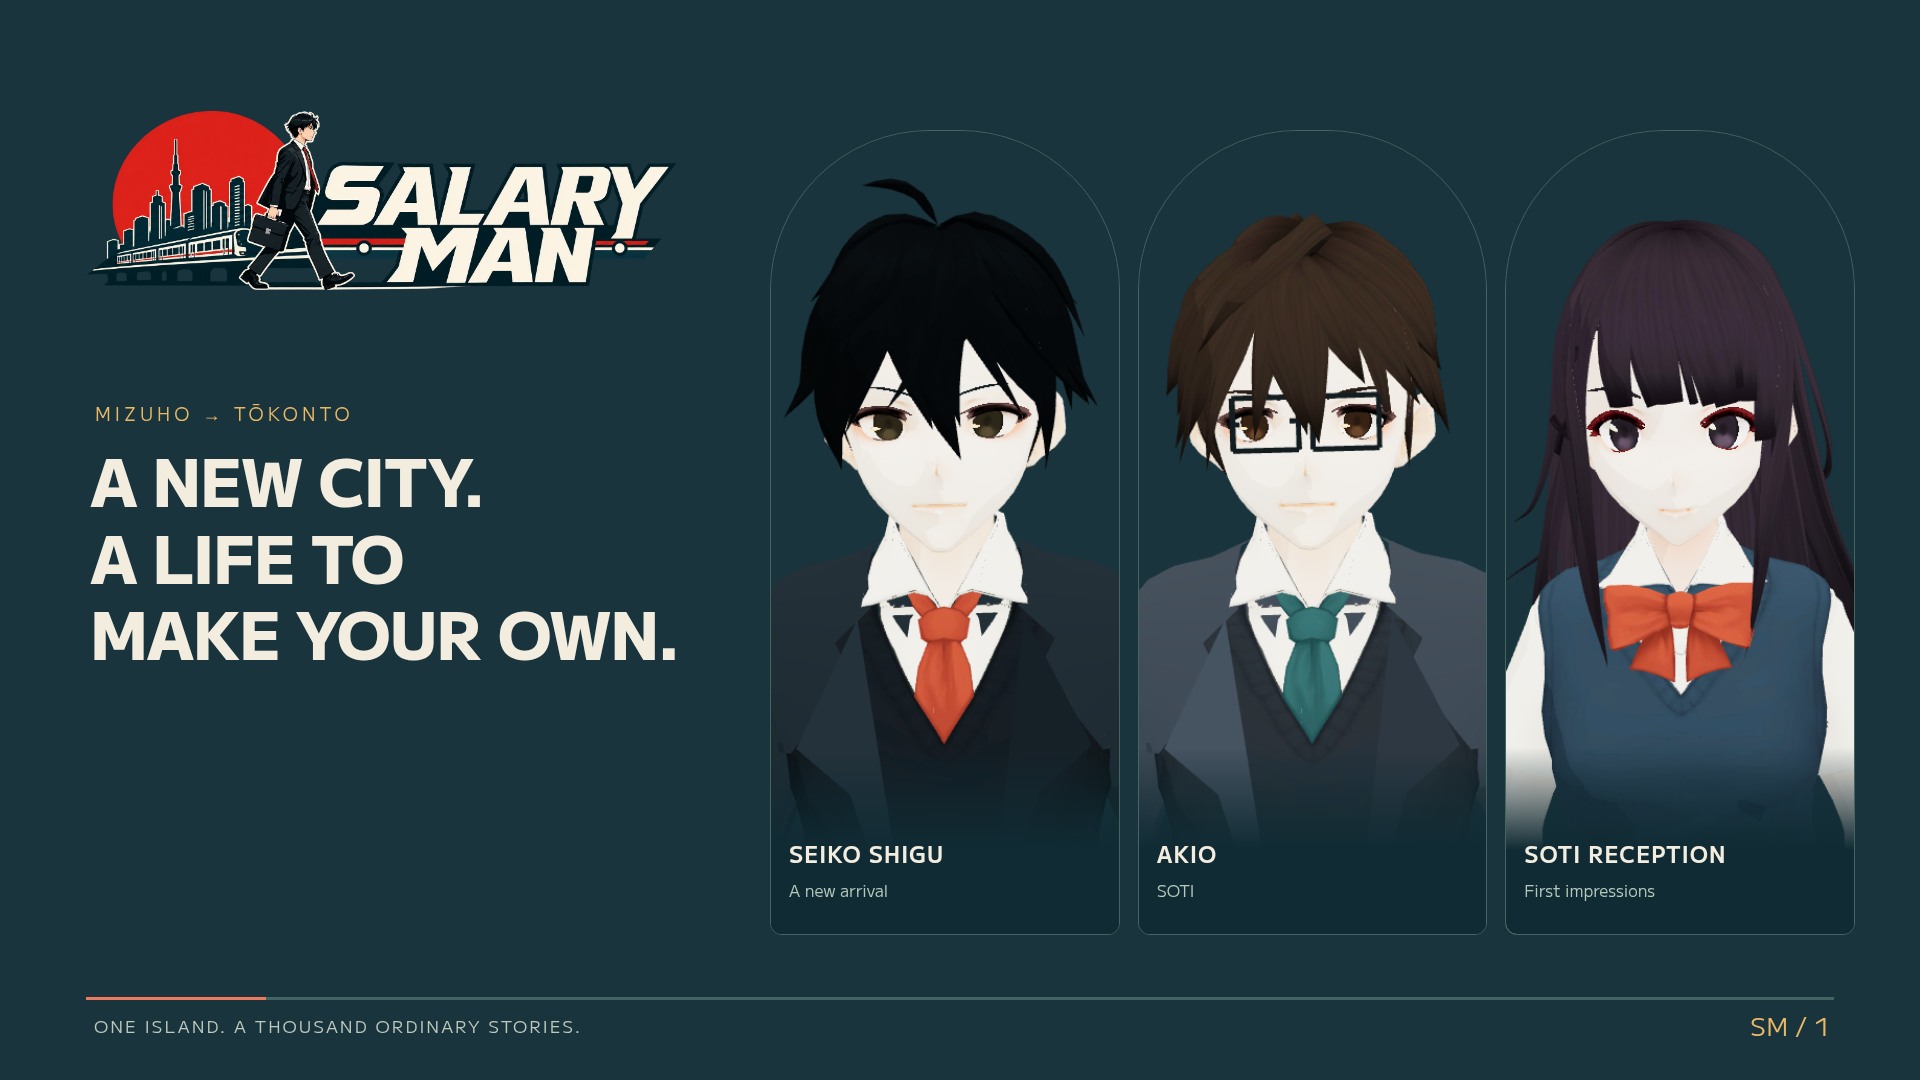 SALARY
MAN
MIZUHO → TŌKONTO
A NEW CITY.
A LIFE TO
MAKE YOUR OWN.
SEIKO SHIGU
A new arrival
AKIO
SOTI
SOTI RECEPTION
First impressions
ONE ISLAND. A THOUSAND ORDINARY STORIES.
SM / 1